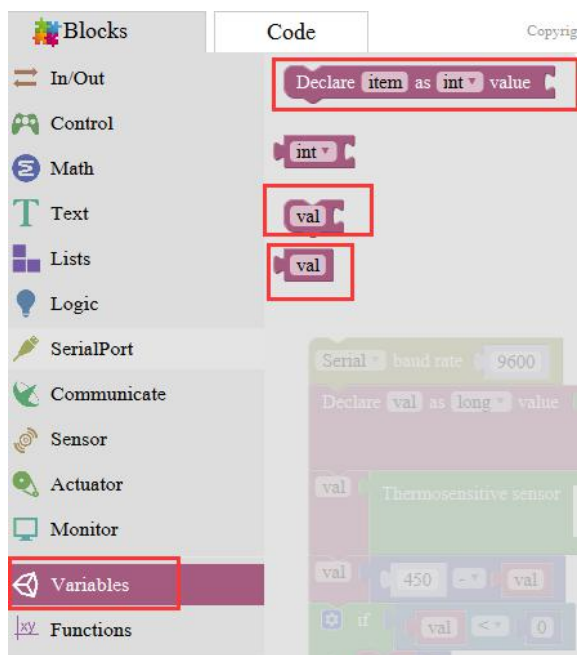 Blocks
Code
Copyrig
In/Out
Declare item as int value
Control
int
Math
Text
val
Lists
val
Logic
SerialPort
Serial baud rate 9600
Communicate
Declare val as long value
Sensor
Actuator
val Thermosensitive sensor
Monitor
Variables
val 450 - val
Functions
if val < 0